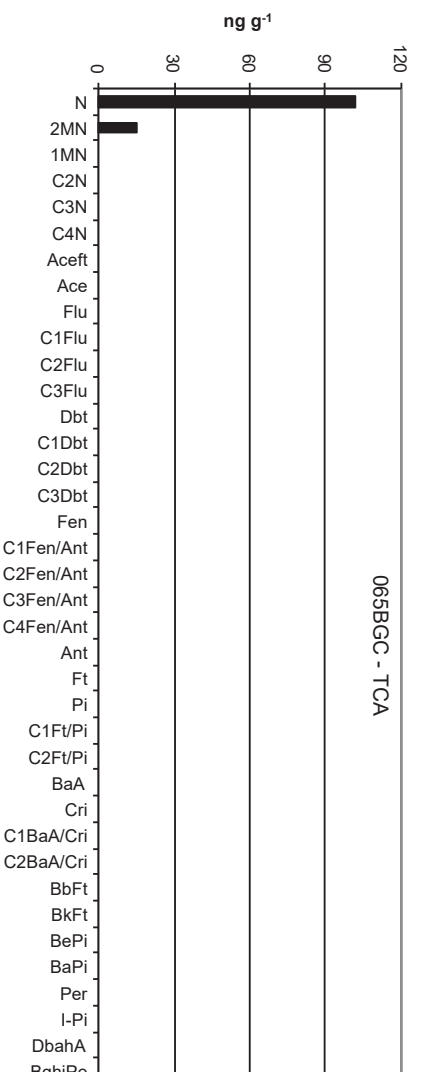 ng g-1
0
30
60
90
120
N
2MN
1MN
C2N
C3N
C4N
Aceft
Ace
Flu
C1Flu
C2Flu
C3Flu
Dbt
C1Dbt
C2Dbt
C3Dbt
Fen
C1Fen/Ant
C2Fen/Ant
C3Fen/Ant
C4Fen/Ant
Ant
Ft
Pi
C1Ft/Pi
C2Ft/Pi
BaA
Cri
C1BaA/Cri
C2BaA/Cri
BbFt
BkFt
BePi
BaPi
Per
I-Pi
DbahA
BghiPe
065BGC - TCA